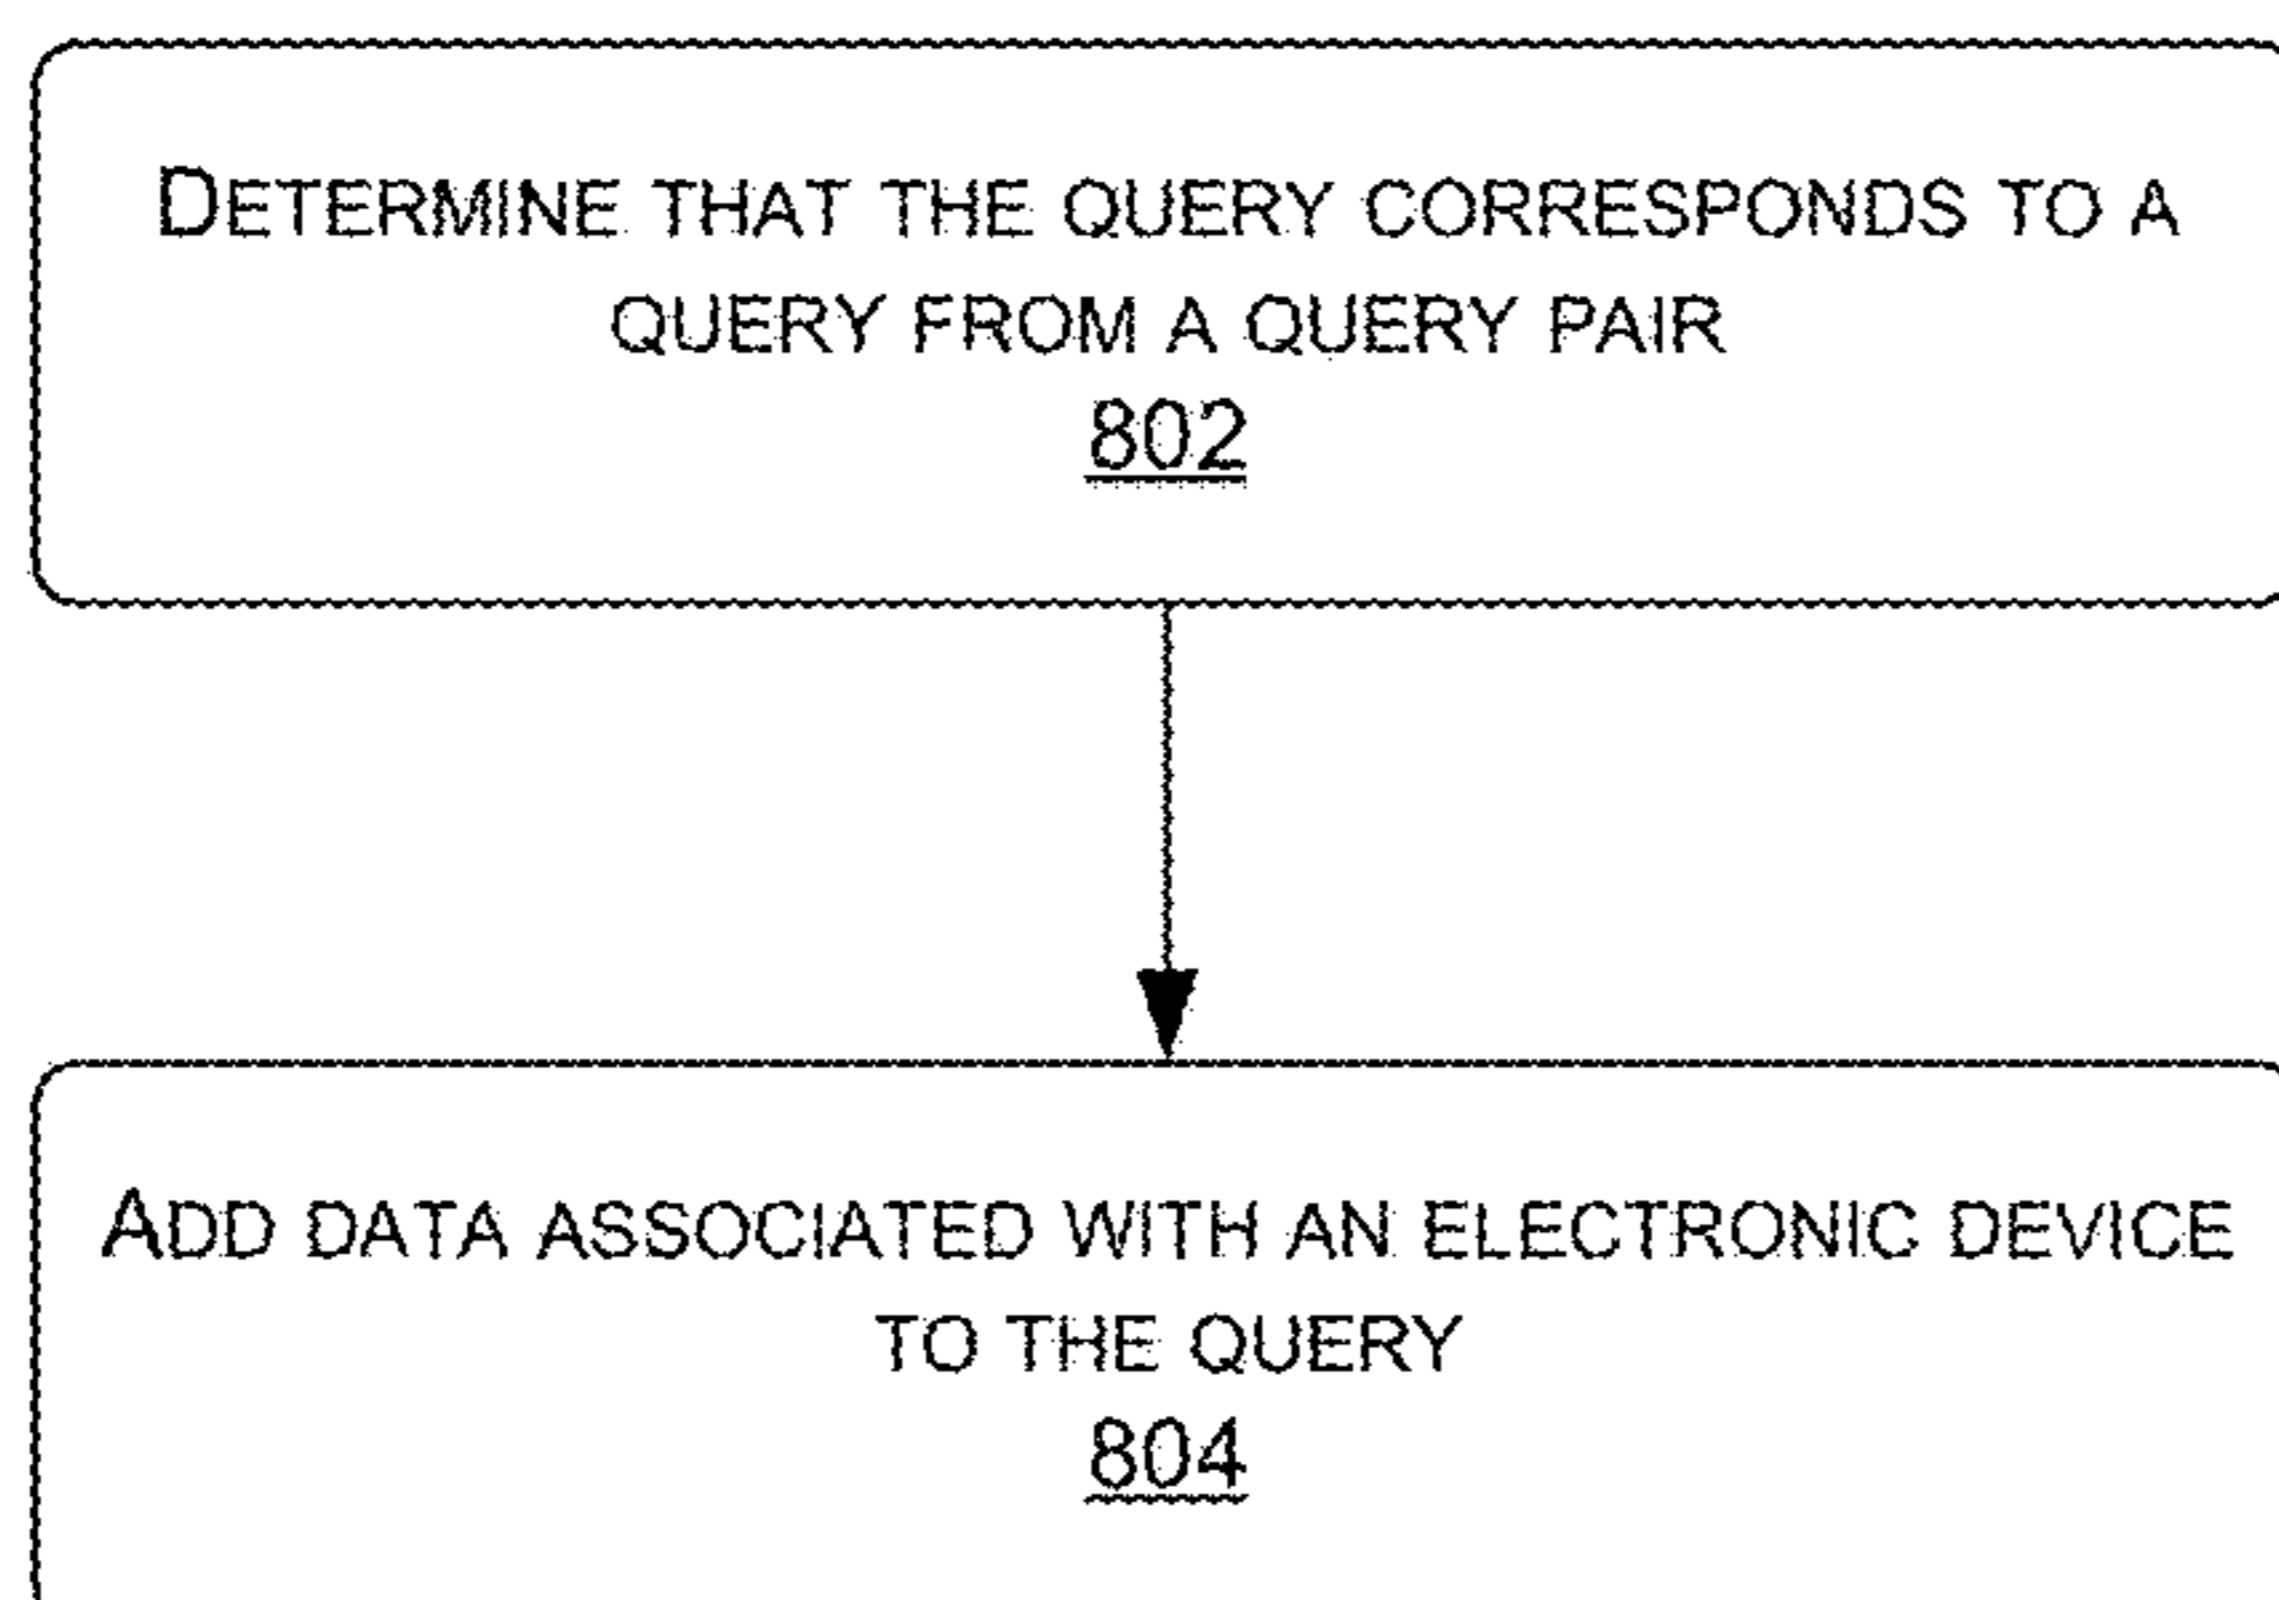 DETERMINE THAT THE QUERY CORRESPONDS TO A
QUERY FROM A QUERY PAIR
802
ADD DATA ASSOCIATED WITH AN ELECTRONIC DEVICE
TO THE QUERY
804